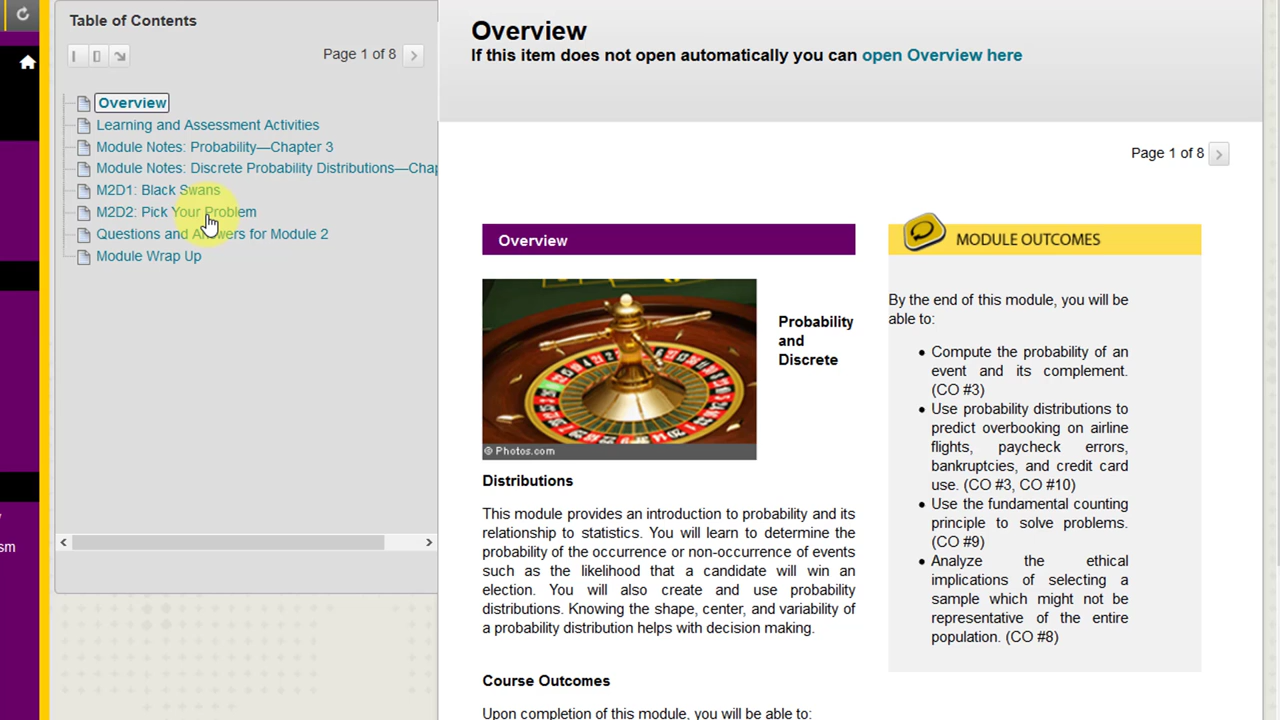 Table of Contents
Page 1 of 8
Overview
Learning and Assessment Activities
Module Notes: Probability—Chapter 3
Module Notes: Discrete Probability Distributions—Chap
M2D1: Black Swans
M2D2: Pick Your Problem
Questions and Answers for Module 2
Module Wrap Up
sm
Overview
If this item does not open automatically you can open Overview here
Page 1 of 8
Overview
© Photos.com
Probability
and
Discrete
Distributions
This module provides an introduction to probability and its
relationship to statistics. You will learn to determine the
probability of the occurrence or non-occurrence of events
such as the likelihood that a candidate will win an
election. You will also create and use probability
distributions. Knowing the shape, center, and variability of
a probability distribution helps with decision making.
Course Outcomes
Upon completion of this module, you will be able to:
MODULE OUTCOMES
By the end of this module, you will be
able to:
• Compute the probability of an
event and its complement.
(CO #3)
• Use probability distributions to
predict overbooking on airline
flights, paycheck errors,
bankruptcies, and credit card
use. (CO #3, CO #10)
• Use the fundamental counting
principle to solve problems.
(CO #9)
• Analyze the ethical
implications of selecting a
sample which might not be
representative of the entire
population. (CO #8)